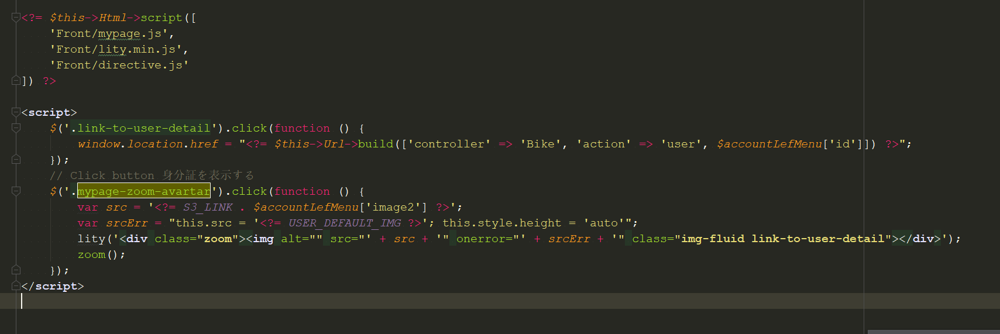 <?= $this->Html->script([
    'Front/mypage.js',
    'Front/lity.min.js',
    'Front/directive.js'
]) ?>
<script>
    $('.link-to-user-detail').click(function () {
        window.location.href = "<?= $this->Url->build(['controller' => 'Bike', 'action' => 'user', $accountLefMenu['id']]) ?>";
    });
    // Click button 身分証を表示する
    $('.mypage-zoom-avartar').click(function () {
        var src = '<?= S3_LINK . $accountLefMenu['image2'] ?>';
        var srcErr = "this.src = '<?= USER_DEFAULT_IMG ?>'; this.style.height = 'auto'";
        lity('<div class="zoom"><img alt="" src="' + src + '" onerror="' + srcErr + '" class="img-fluid link-to-user-detail"></div>');
        zoom();
    });
</script>